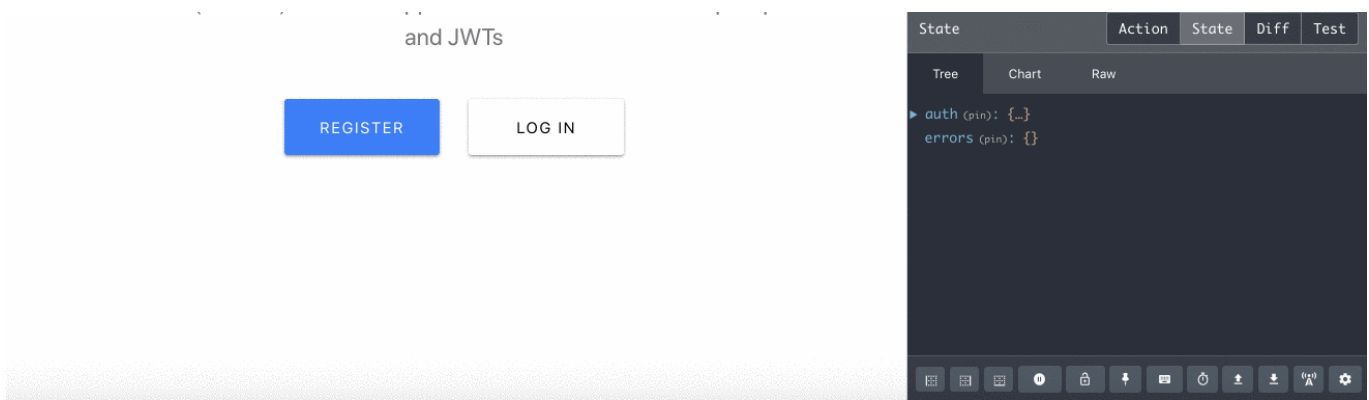 and JWTs
REGISTER
LOG IN
State
Action
State
Diff
Test
Tree
Chart
Raw
▶ auth (pin): {…}
errors (pin): {}